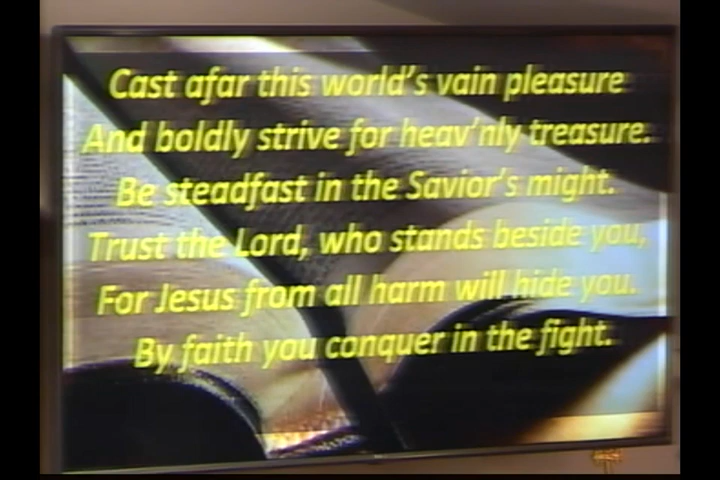 Cast afar this world's vain pleasure
And boldly strive for heav'nly treasure.
Be steadfast in the Savior's might.
Trust the Lord, who stands beside you,
For Jesus from all harm will hide you.
By faith you conquer in the fight.